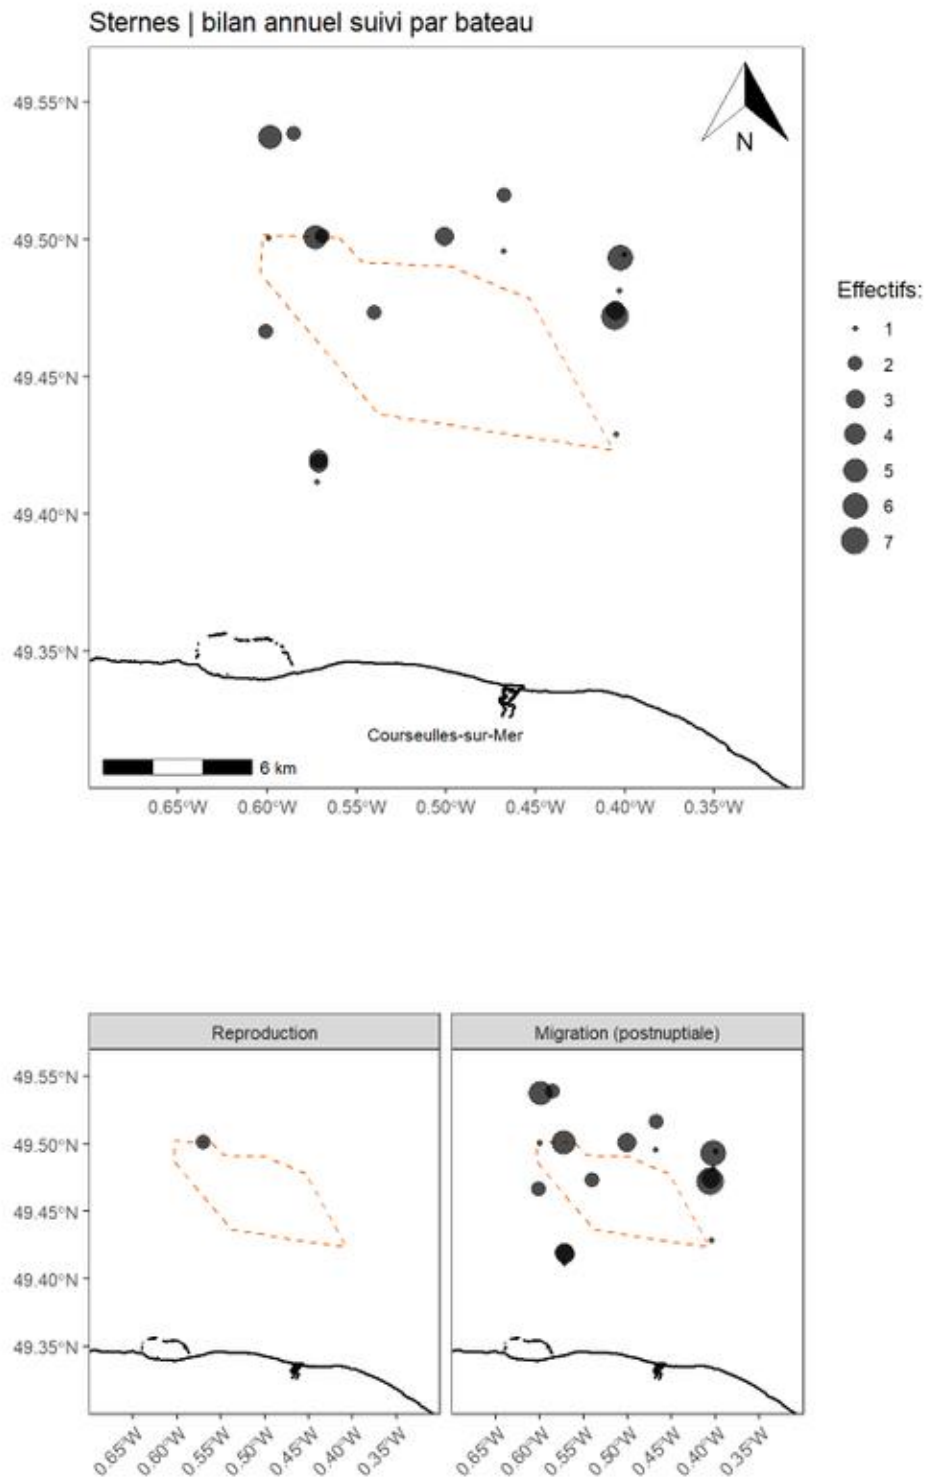 Sternes | bilan annuel suivi par bateau
49.55°N
49.50°N
49.45°N
49.40°N
49.35°N
N
Courseulles-sur-Mer
6 km
0.65°W 0.60°W 0.55°W 0.50°W 0.45°W 0.40°W 0.35°W
Effectifs:
1
2
3
4
5
6
7
Reproduction
Migration (postnuptiale)
49.55°N
49.50°N
49.45°N
49.40°N
49.35°N
0.65°W 0.60°W 0.55°W 0.50°W 0.45°W 0.40°W 0.35°W
0.65°W 0.60°W 0.55°W 0.50°W 0.45°W 0.40°W 0.35°W